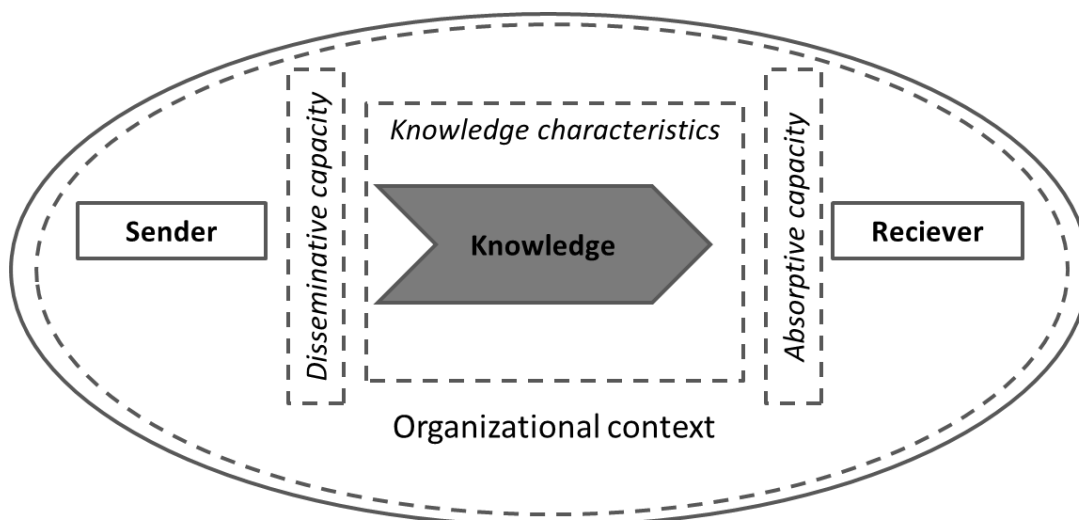 Sender
Disseminative capacity
Knowledge characteristics
Knowledge
Absorptive capacity
Reciever
Organizational context